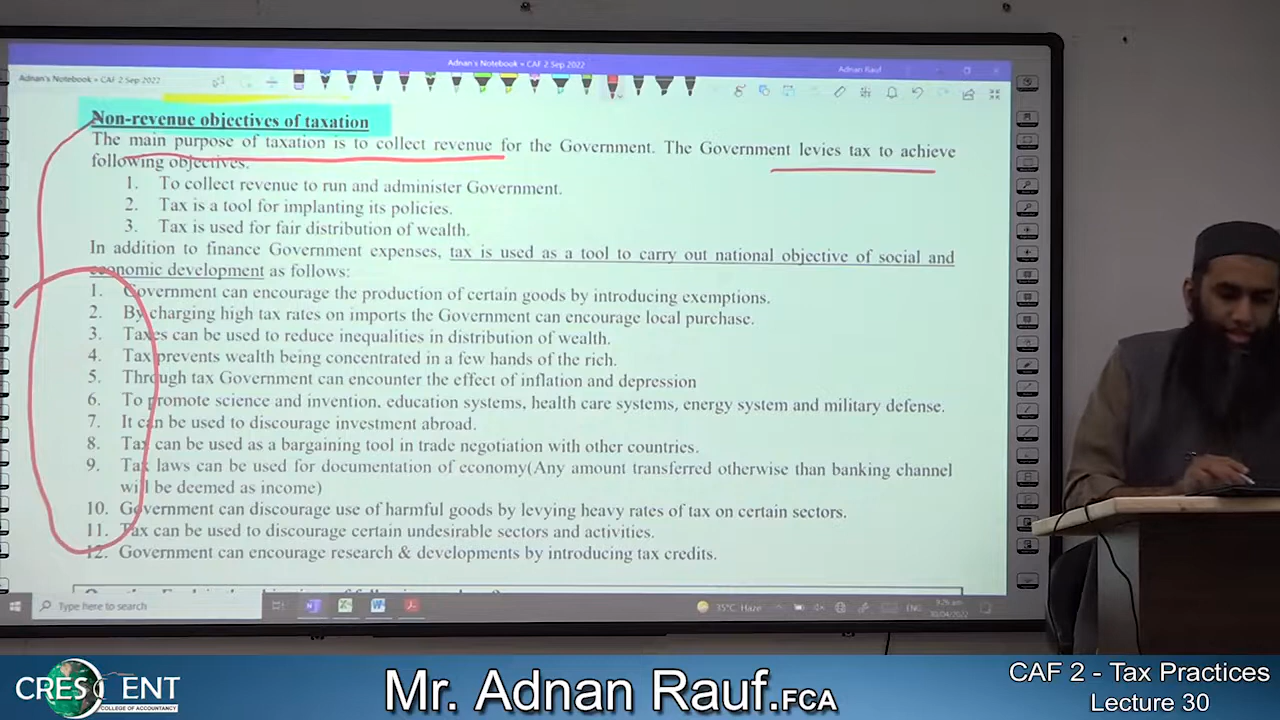 Adnan's Notebook » CAF 2 Sep 2022
Adnan's Notebook » CAF 2 Sep 2022
Adnan Rauf
Non-revenue objectives of taxation
The main purpose of taxation is to collect revenue for the Government. The Government levies tax to achieve
following objectives.
1. To collect revenue to run and administer Government.
2. Tax is a tool for implanting its policies.
3. Tax is used for fair distribution of wealth.
In addition to finance Government expenses, tax is used as a tool to carry out national objective of social and
economic development as follows:
1. Government can encourage the production of certain goods by introducing exemptions.
2. By charging high tax rates on imports the Government can encourage local purchase.
3. Taxes can be used to reduce inequalities in distribution of wealth.
4. Tax prevents wealth being concentrated in a few hands of the rich.
5. Through tax Government can encounter the effect of inflation and depression
6. To promote science and invention, education systems, health care systems, energy system and military defense.
7. It can be used to discourage investment abroad.
8. Tax can be used as a bargaining tool in trade negotiation with other countries.
9. Tax laws can be used for documentation of economy(Any amount transferred otherwise than banking channel
will be deemed as income)
10. Government can discourage use of harmful goods by levying heavy rates of tax on certain sectors.
11. Tax can be used to discourage certain undesirable sectors and activities.
12. Government can encourage research & developments by introducing tax credits.
Type here to search
35°C Haze
ENG
9:26 am
30/04/2022
CRESCENT
COLLEGE OF ACCOUNTANCY
Mr. Adnan Rauf.FCA
CAF 2 - Tax Practices
Lecture 30